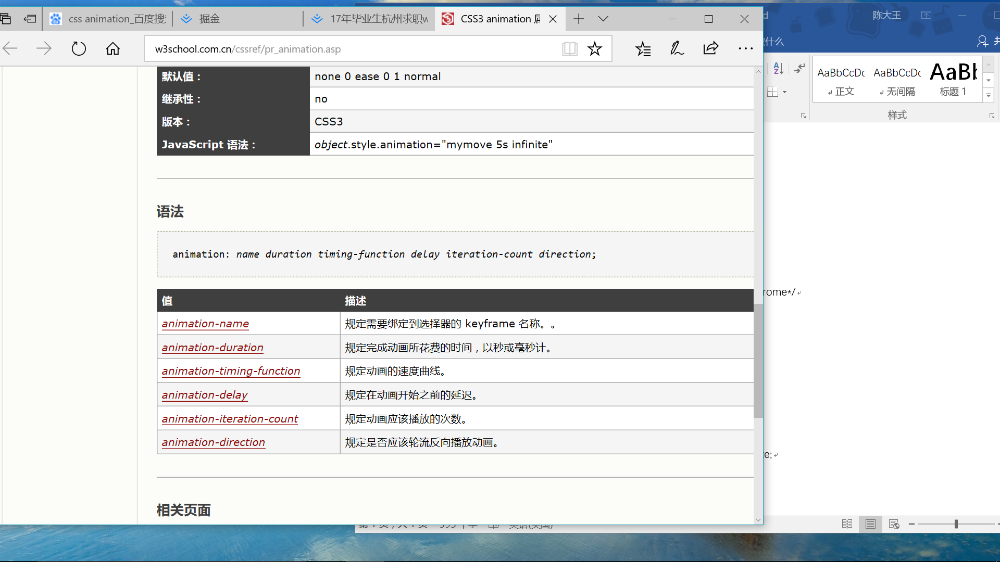 css animation_百度搜
掘金
17年毕业生杭州求职w
CSS3 animation 属
陈大王
w3school.com.cn/cssref/pr_animation.asp
什么
默认值：
none 0 ease 0 1 normal
继承性：
no
版本：
CSS3
JavaScript 语法：
object.style.animation="mymove 5s infinite"
AaBbCcDc
AaBbCcDc
AaBb
正文
无间隔
标题 1
样式
语法
animation: name duration timing-function delay iteration-count direction;
rome*/
值
描述
animation-name
规定需要绑定到选择器的 keyframe 名称。。
animation-duration
规定完成动画所花费的时间，以秒或毫秒计。
animation-timing-function
规定动画的速度曲线。
animation-delay
规定在动画开始之前的延迟。
animation-iteration-count
规定动画应该播放的次数。
animation-direction
规定是否应该轮流反向播放动画。
te;
相关页面